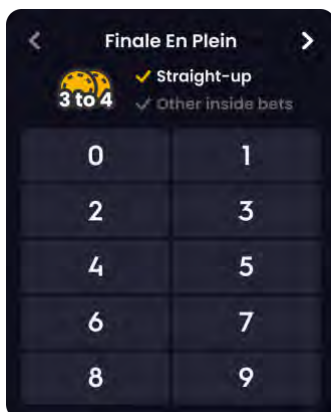 Finale En Plein
3 to 4
Straight-up
Other inside bets
0 1
2 3
4 5
6 7
8 9